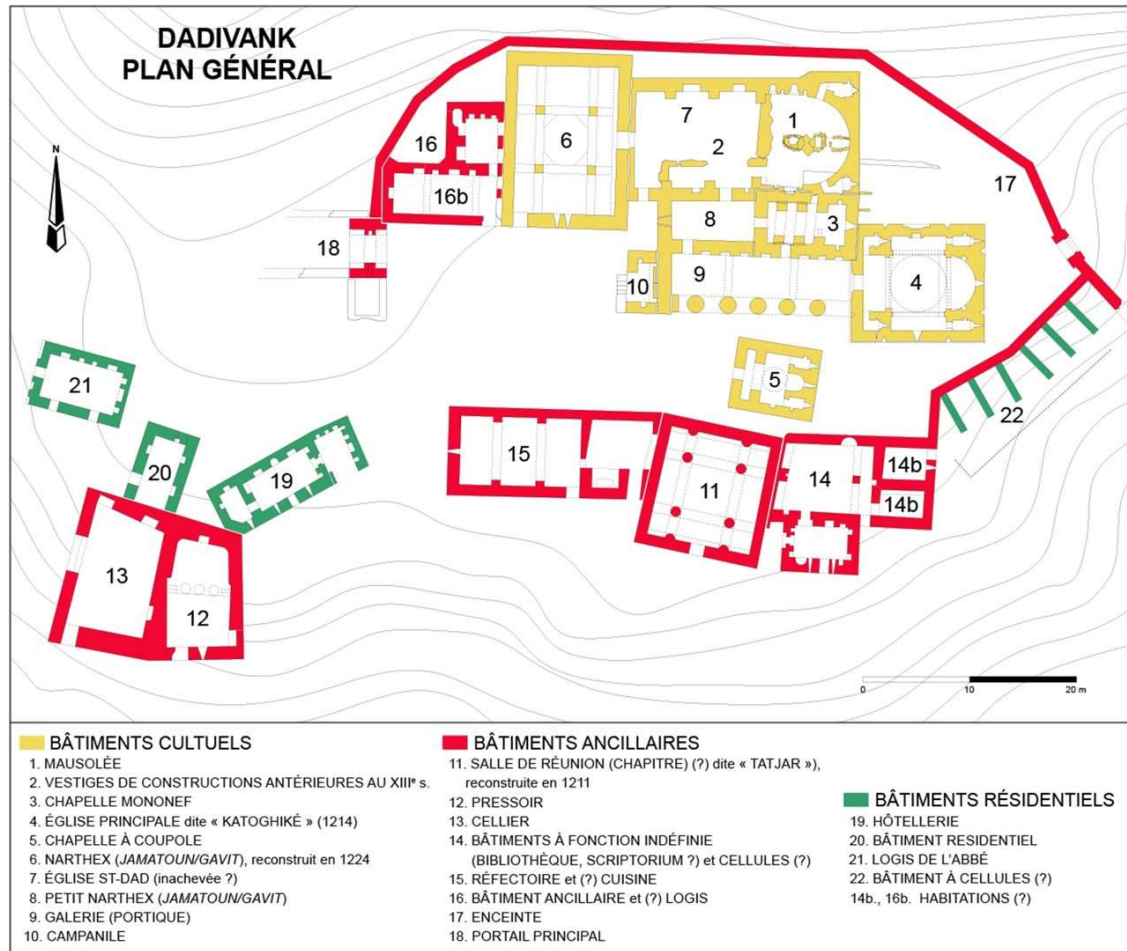 DADIVANK
PLAN GÉNÉRAL
N
1
7
2
6
16
16b
17
18
8
3
9
10
4
5
21
22
20
19
15
11
14
14b
14b
13
12
0 10 20 m
BÂTIMENTS CULTUELS
1. MAUSOLÉE
2. VESTIGES DE CONSTRUCTIONS ANTÉRIEURES AU XIIIᵉ s.
3. CHAPELLE MONONEF
4. ÉGLISE PRINCIPALE dite « KATOGHIKÉ » (1214)
5. CHAPELLE À COUPOLE
6. NARTHEX (JAMATOUN/GAVIT), reconstruit en 1224
7. ÉGLISE ST-DAD (inachevée ?)
8. PETIT NARTHEX (JAMATOUN/GAVIT)
9. GALERIE (PORTIQUE)
10. CAMPANILE
BÂTIMENTS ANCILLAIRES
11. SALLE DE RÉUNION (CHAPITRE) (?) dite « TATJAR »),
reconstruite en 1211
12. PRESSOIR
13. CELLIER
14. BÂTIMENTS À FONCTION INDÉFINIE
(BIBLIOTHÈQUE, SCRIPTORIUM ?) et CELLULES (?)
15. RÉFECTOIRE et (?) CUISINE
16. BÂTIMENT ANCILLAIRE et (?) LOGIS
17. ENCEINTE
18. PORTAIL PRINCIPAL
BÂTIMENTS RÉSIDENTIELS
19. HÔTELLERIE
20. BÂTIMENT RESIDENTIEL
21. LOGIS DE L'ABBÉ
22. BÂTIMENT À CELLULES (?)
14b., 16b. HABITATIONS (?)